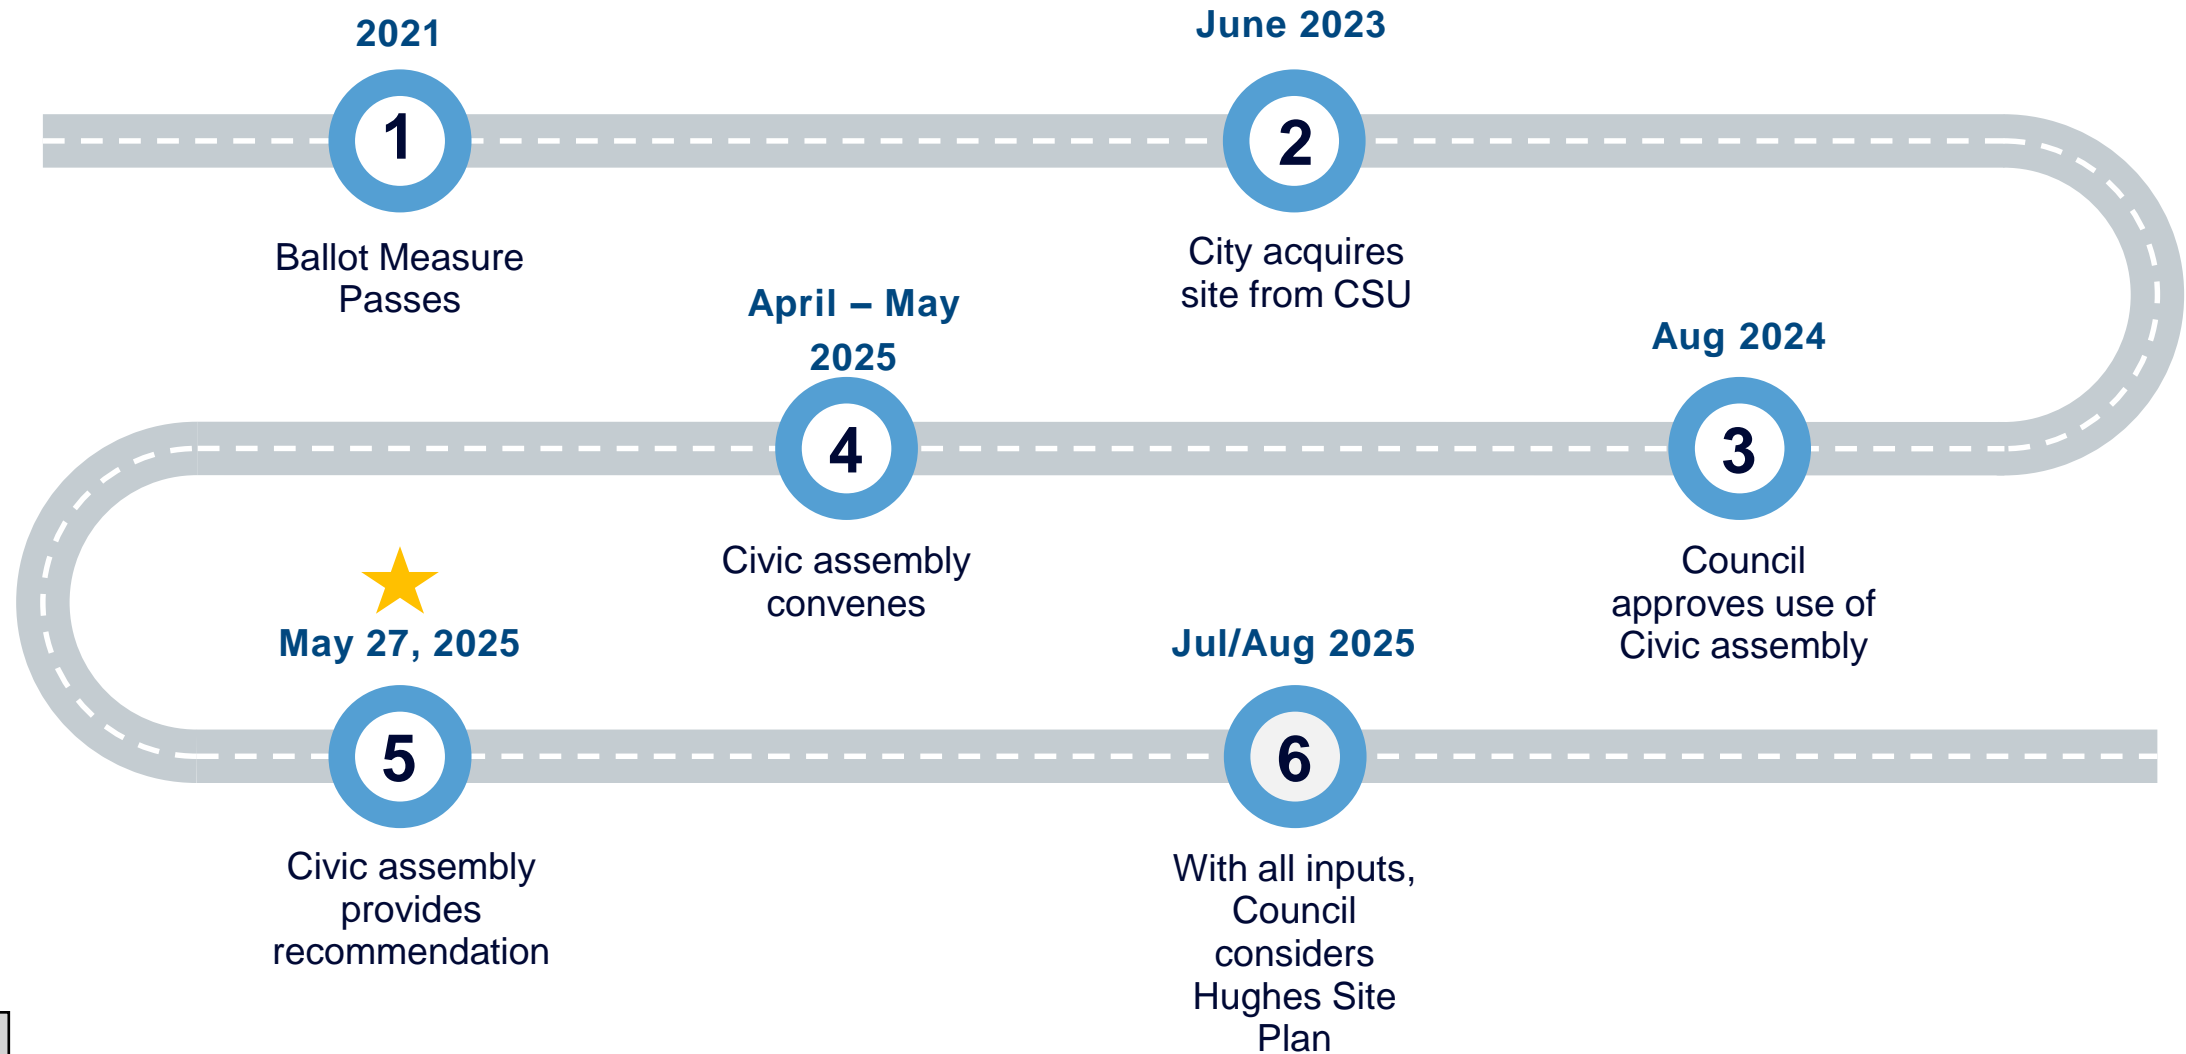 2021
1
Ballot Measure
Passes
June 2023
2
City acquires
site from CSU
Aug 2024
3
Council
approves use of
Civic assembly
April – May
2025
4
Civic assembly
convenes
May 27, 2025
5
Civic assembly
provides
recommendation
Jul/Aug 2025
6
With all inputs,
Council
considers
Hughes Site
Plan